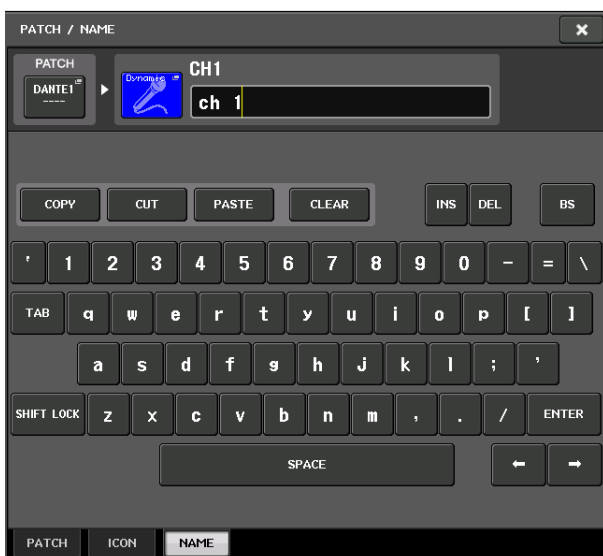 PATCH / NAME
×
PATCH
DANTE1
----
Dynamic
CH1
ch 1
COPY CUT PASTE CLEAR INS DEL BS
' 1 2 3 4 5 6 7 8 9 0 - = \
TAB q w e r t y u i o p [ ]
a s d f g h j k l ; '
SHIFT LOCK z x c v b n m , . / ENTER
SPACE ← →
PATCH ICON NAME